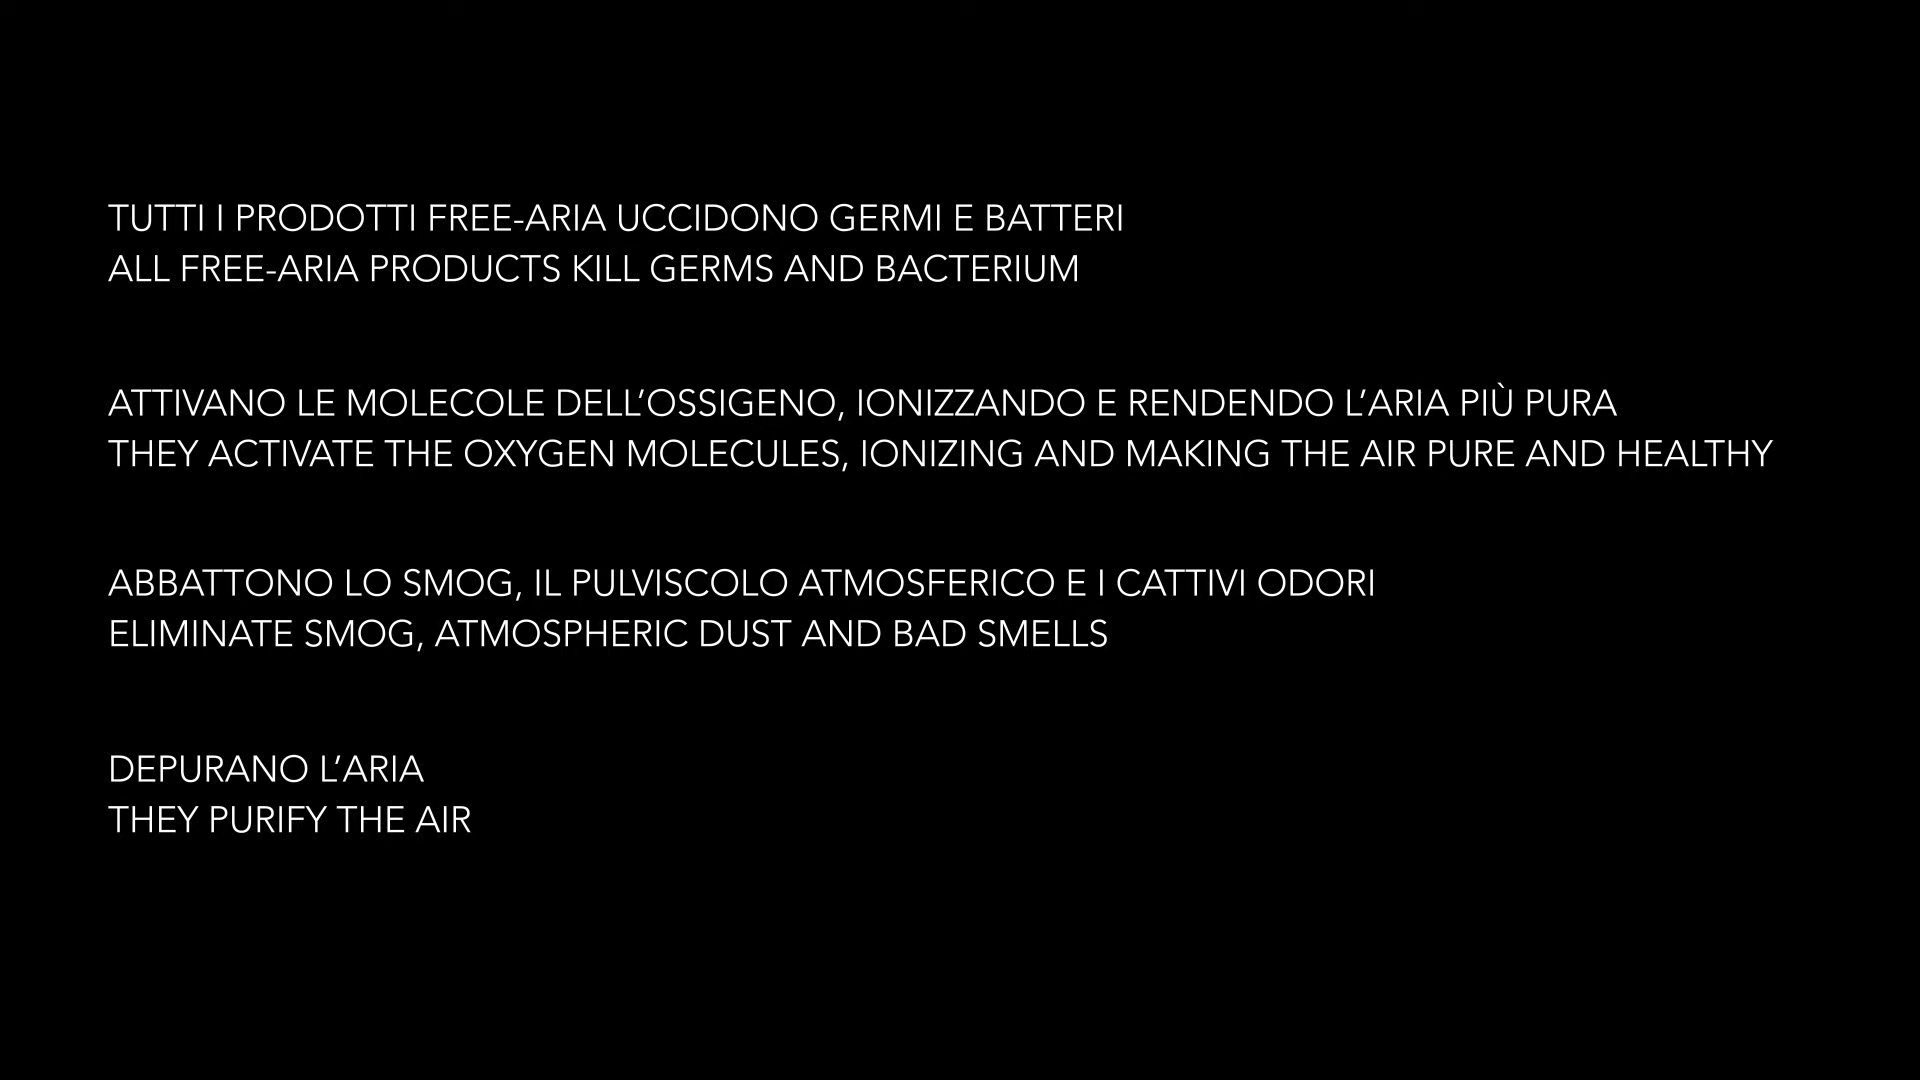 TUTTI I PRODOTTI FREE-ARIA UCCIDONO GERMI E BATTERI
ALL FREE-ARIA PRODUCTS KILL GERMS AND BACTERIUM
ATTIVANO LE MOLECOLE DELL’OSSIGENO, IONIZZANDO E RENDENDO L’ARIA PIÙ PURA
THEY ACTIVATE THE OXYGEN MOLECULES, IONIZING AND MAKING THE AIR PURE AND HEALTHY
ABBATTONO LO SMOG, IL PULVISCOLO ATMOSFERICO E I CATTIVI ODORI
ELIMINATE SMOG, ATMOSPHERIC DUST AND BAD SMELLS
DEPURANO L’ARIA
THEY PURIFY THE AIR